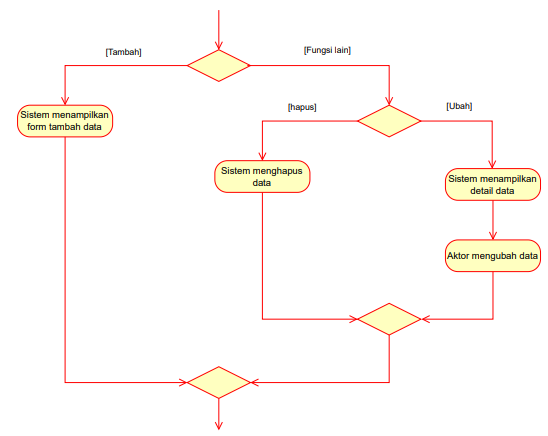 [Tambah]
[Fungsi lain]
[hapus]
[Ubah]
Sistem menampilkan
form tambah data
Sistem menghapus
data
Sistem menampilkan
detail data
Aktor mengubah data